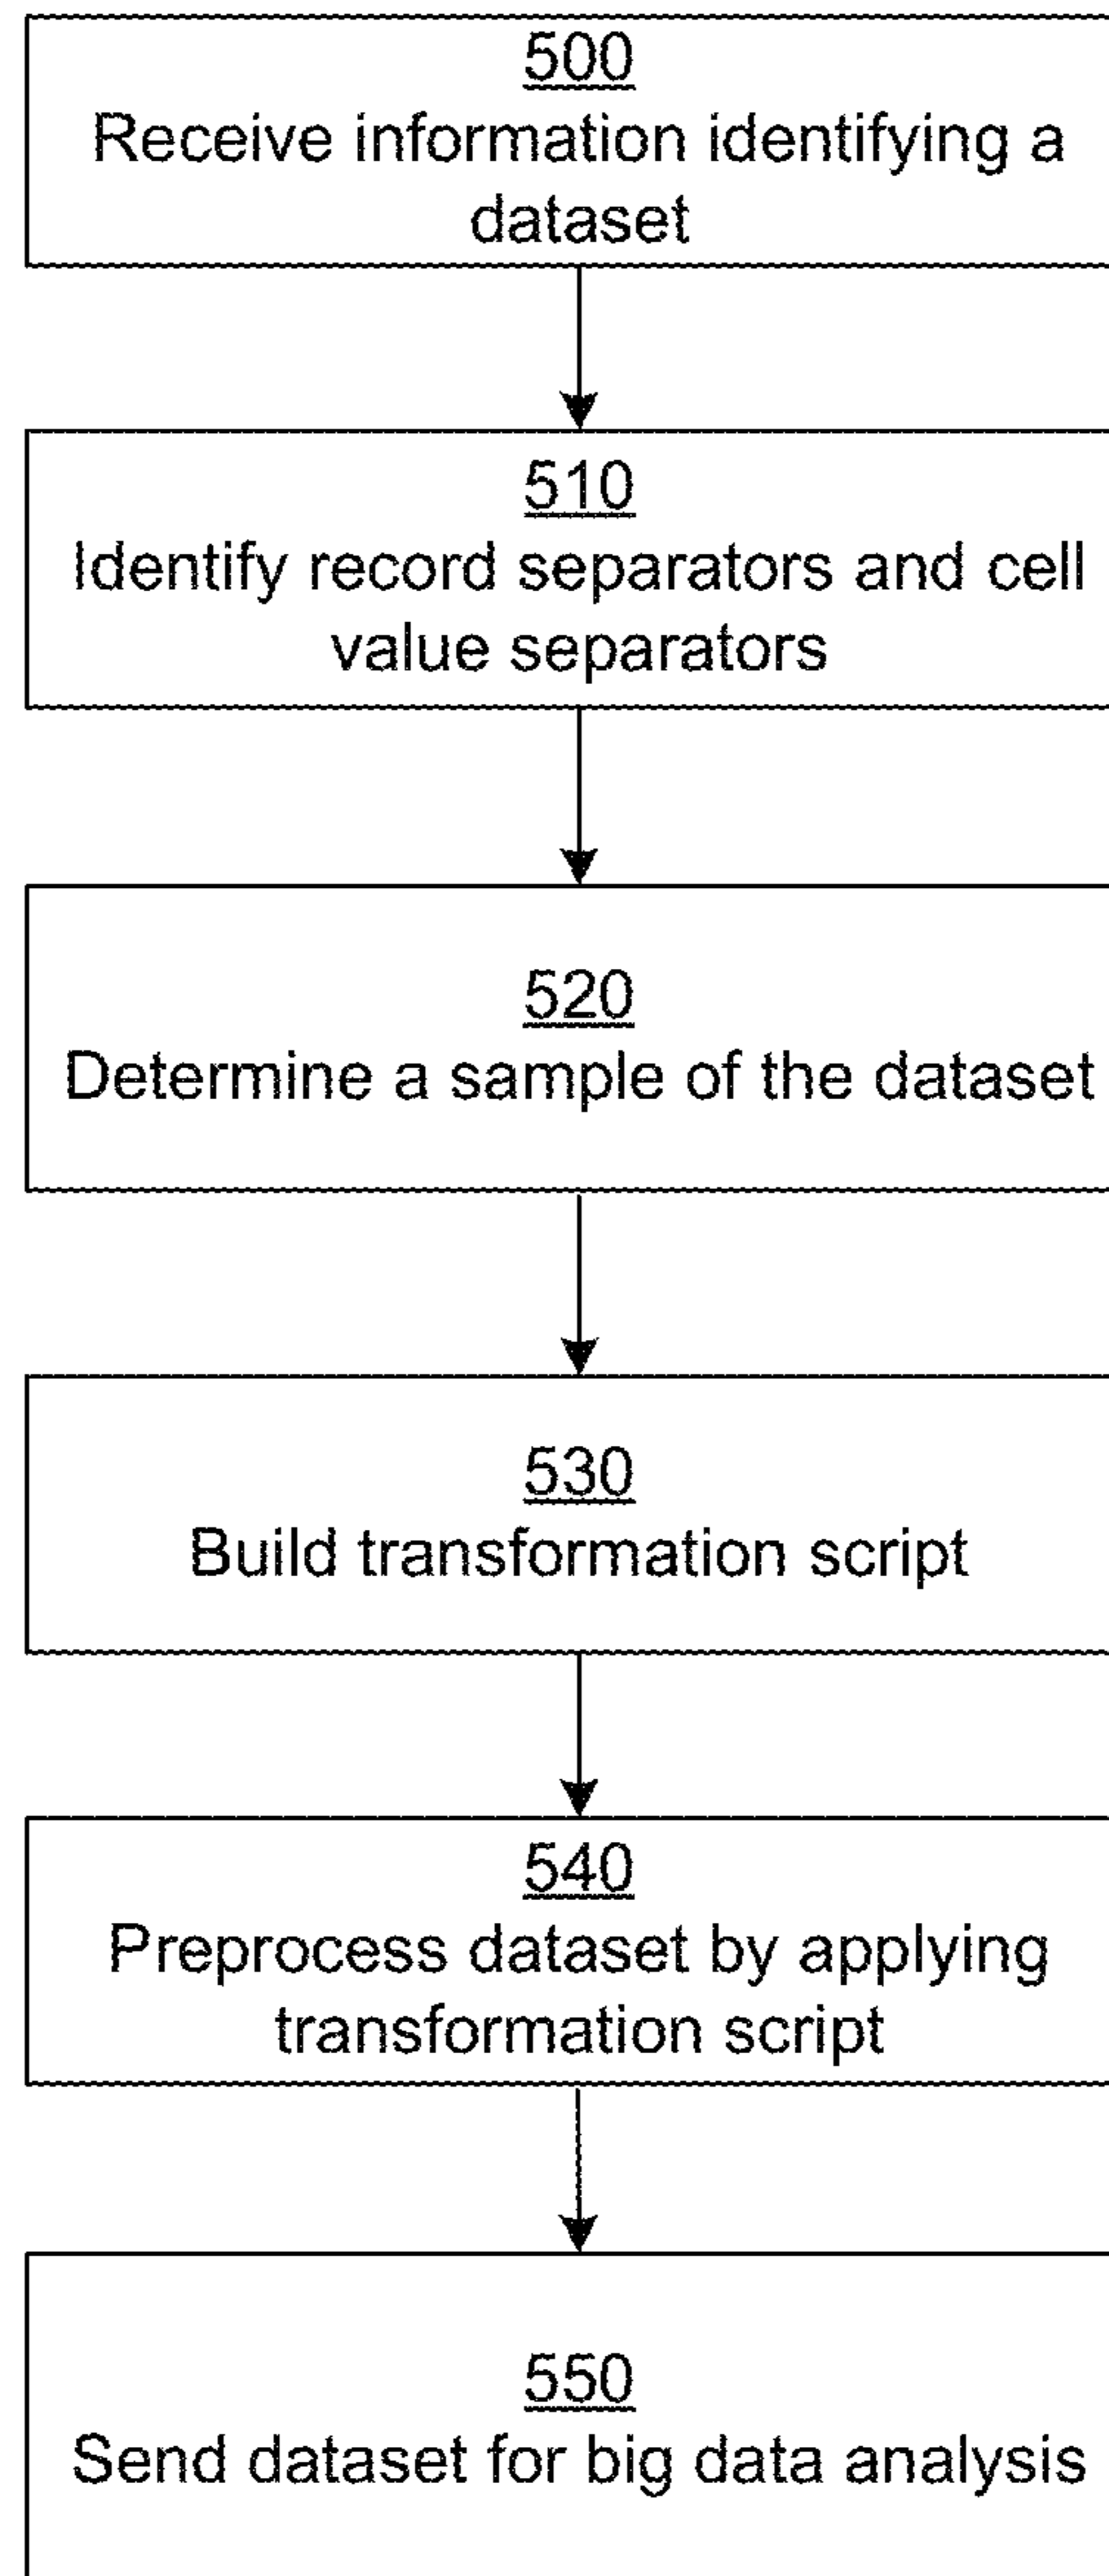 500
Receive information identifying a
dataset
510
Identify record separators and cell
value separators
520
Determine a sample of the dataset
530
Build transformation script
540
Preprocess dataset by applying
transformation script
550
Send dataset for big data analysis